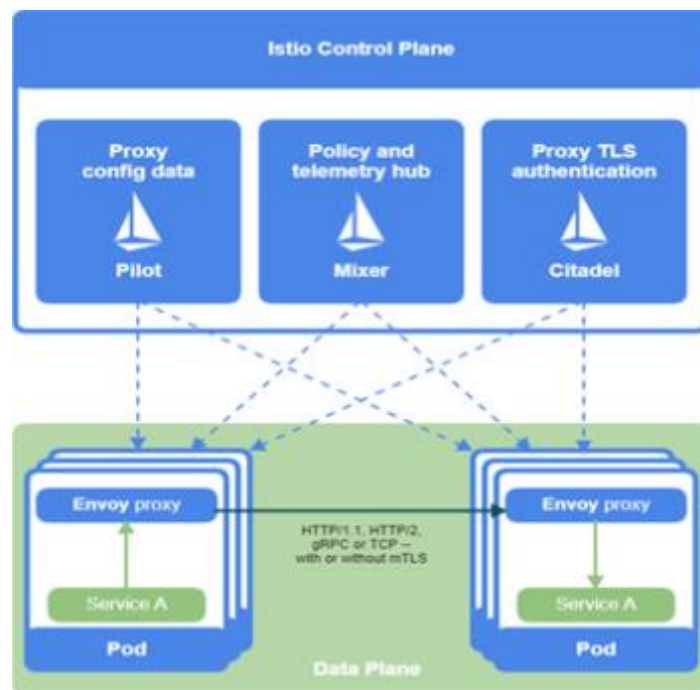 Istio Control Plane
Proxy
config data
Pilot
Policy and
telemetry hub
Mixer
Proxy TLS
authentication
Citadel
Envoy proxy
Service A
Pod
HTTP/1.1, HTTP/2,
gRPC or TCP --
with or without mTLS
Envoy proxy
Service A
Pod
Data Plane